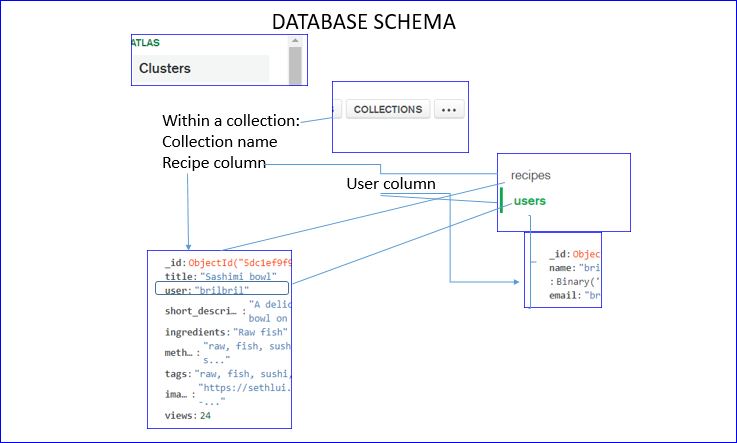 DATABASE SCHEMA
ATLAS
Clusters
COLLECTIONS
...
Within a collection:
Collection name
Recipe column
User column
recipes
users
_id:ObjectId("5dc1ef9f9
title:"Sashimi bowl"
user:"brilbril"
short_descri… :"A delic
bowl on
ingredients:"Raw fish"
meth… :"raw, fish, sush
s..."
tags:"raw, fish, sushi,
ima… :"https://sethlui.
-..."
views:24
_id:Objec
name:"bri
:Binary('
email:"br